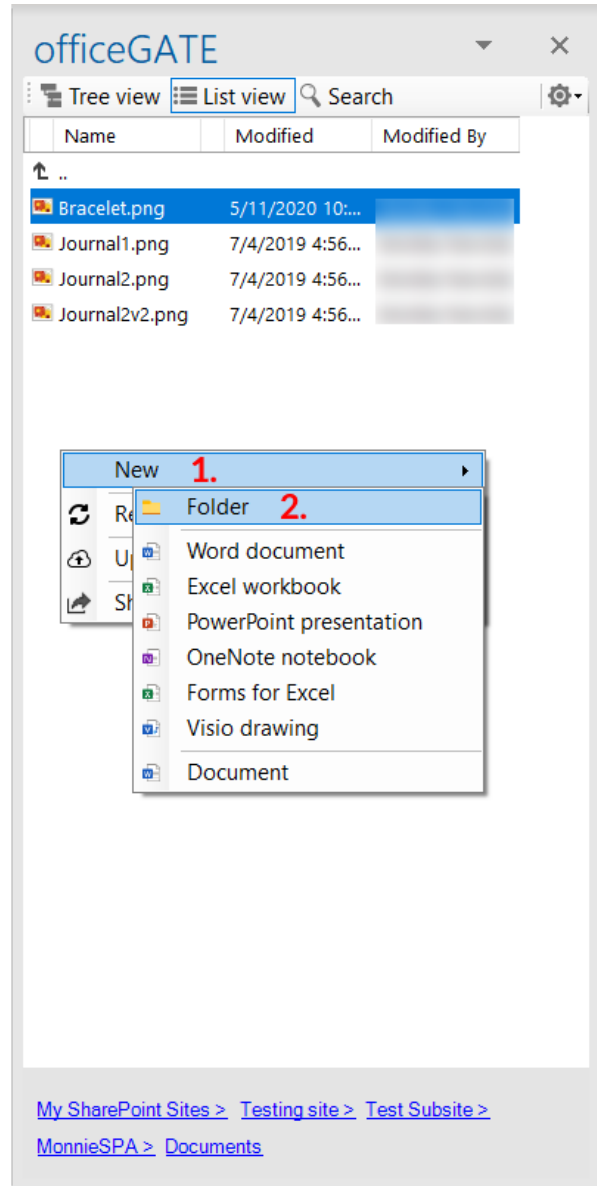 officeGATE
Tree view List view Search
Name Modified Modified By
..
Bracelet.png 5/11/2020 10:...
Journal1.png 7/4/2019 4:56...
Journal2.png 7/4/2019 4:56...
Journal2v2.png 7/4/2019 4:56...
New 1.
Folder 2.
Word document
Excel workbook
PowerPoint presentation
OneNote notebook
Forms for Excel
Visio drawing
Document
My SharePoint Sites > Testing site > Test Subsite >
MonnieSPA > Documents